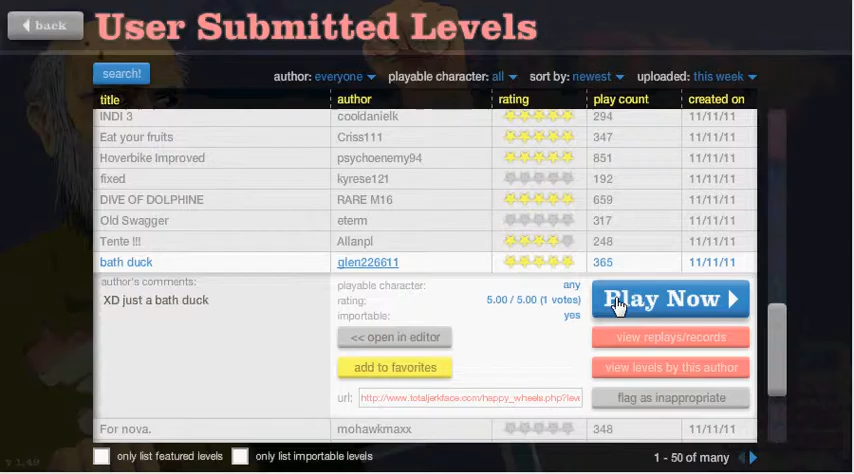 back
User Submitted Levels
search!
author: everyone playable character: all sort by: newest uploaded: this week
title author rating play count created on
INDI 3 cooldanielk 294 11/11/11
Eat your fruits Criss111 347 11/11/11
Hoverbike Improved psychoenemy94 851 11/11/11
fixed kyrese121 192 11/11/11
DIVE OF DOLPHINE RARE M16 659 11/11/11
Old Swagger eterm 317 11/11/11
Tente !!! Allanpl 248 11/11/11
bath duck glen226611 365 11/11/11
author's comments:
XD just a bath duck
playable character: any
rating: 5.00 / 5.00 (1 votes)
importable: yes
Play Now
<< open in editor
view replays/records
add to favorites
view levels by this author
url: http://www.totaljerkface.com/happy_wheels.php?leve
flag as inappropriate
For nova. mohawkmaxx 348 11/11/11
only list featured levels only list importable levels
1 - 50 of many